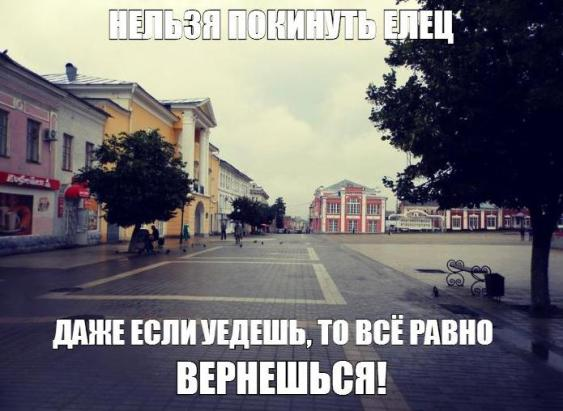 НЕЛЬЗЯ ПОКИНУТЬ ЕЛЕЦ
ДАЖЕ ЕСЛИ УЕДЕШЬ, ТО ВСЁ РАВНО
ВЕРНЕШЬСЯ!